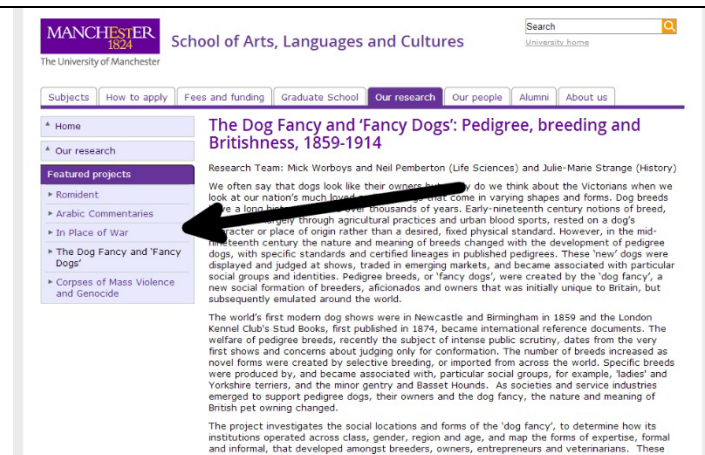 MANCHESTER
1824
The University of Manchester
School of Arts, Languages and Cultures
Search
University home
Subjects
How to apply
Fees and funding
Graduate School
Our research
Our people
Alumni
About us
Home
Our research
Featured projects
Romident
Arabic Commentaries
In Place of War
The Dog Fancy and 'Fancy
Dogs'
Corpses of Mass Violence
and Genocide
The Dog Fancy and ‘Fancy Dogs’: Pedigree, breeding and
Britishness, 1859-1914
Research Team: Mick Worboys and Neil Pemberton (Life Sciences) and Julie-Marie Strange (History)
We often say that dogs look like their owners do we think about the Victorians when we
look at our nation's much loved that come in varying shapes and forms. Dog breeds
a long over thousands of years. Early-nineteenth century notions of breed,
largely through agricultural practices and urban blood sports, rested on a dog's
character or place of origin rather than a desired, fixed physical standard. However, in the mid-
nineteenth century the nature and meaning of breeds changed with the development of pedigree
dogs, with specific standards and certified lineages in published pedigrees. These 'new' dogs were
displayed and judged at shows, traded in emerging markets, and became associated with particular
social groups and identities. Pedigree breeds, or 'fancy dogs', were created by the 'dog fancy', a
new social formation of breeders, aficionados and owners that was initially unique to Britain, but
subsequently emulated around the world.
The world's first modern dog shows were in Newcastle and Birmingham in 1859 and the London
Kennel Club's Stud Books, first published in 1874, became international reference documents. The
welfare of pedigree breeds, recently the subject of intense public scrutiny, dates from the very
first shows and concerns about judging only for conformation. The number of breeds increased as
novel forms were created by selective breeding, or imported from across the world. Specific breeds
were produced by, and became associated with, particular social groups, for example, 'ladies' and
Yorkshire terriers, and the minor gentry and Basset Hounds. As societies and service industries
emerged to support pedigree dogs, their owners and the dog fancy, the nature and meaning of
British pet owning changed.
The project investigates the social locations and forms of the 'dog fancy', to determine how its
institutions operated across class, gender, region and age, and map the forms of expertise, formal
and informal, that developed amongst breeders, owners, entrepreneurs and veterinarians. These